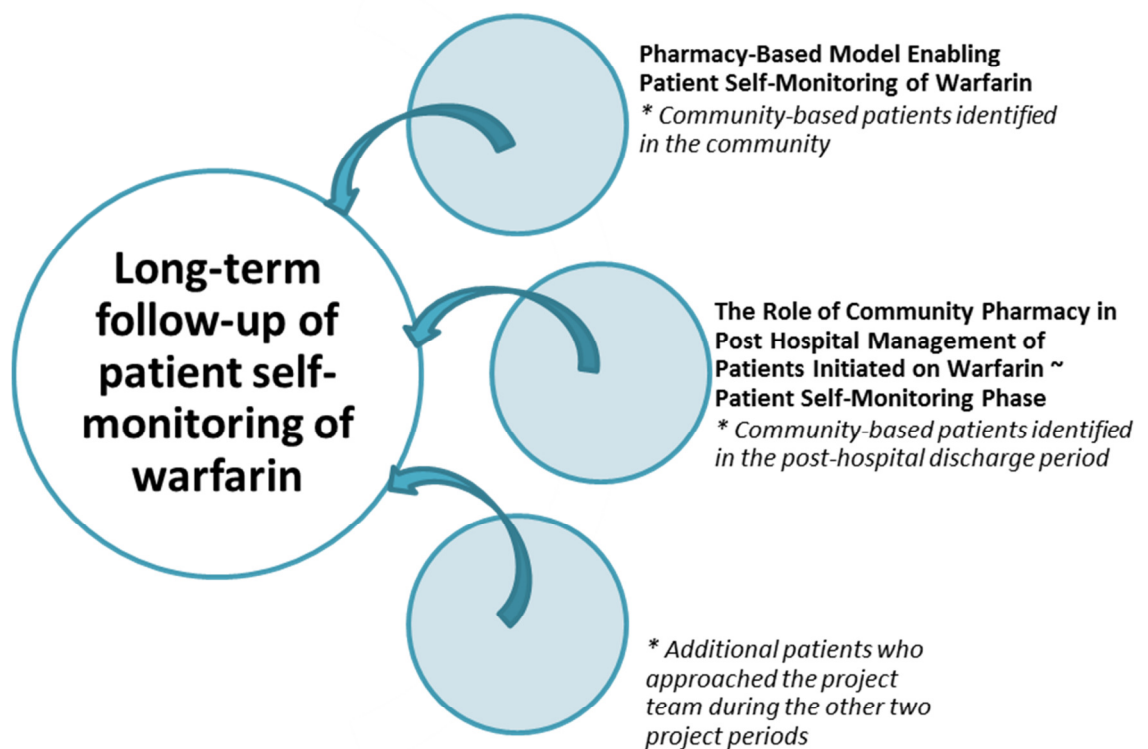 Pharmacy-Based Model Enabling
Patient Self-Monitoring of Warfarin
* Community-based patients identified
in the community
Long-term
follow-up of
patient self-
monitoring of
warfarin
The Role of Community Pharmacy in
Post Hospital Management of
Patients Initiated on Warfarin ~
Patient Self-Monitoring Phase
* Community-based patients identified
in the post-hospital discharge period
* Additional patients who
approached the project
team during the other two
project periods